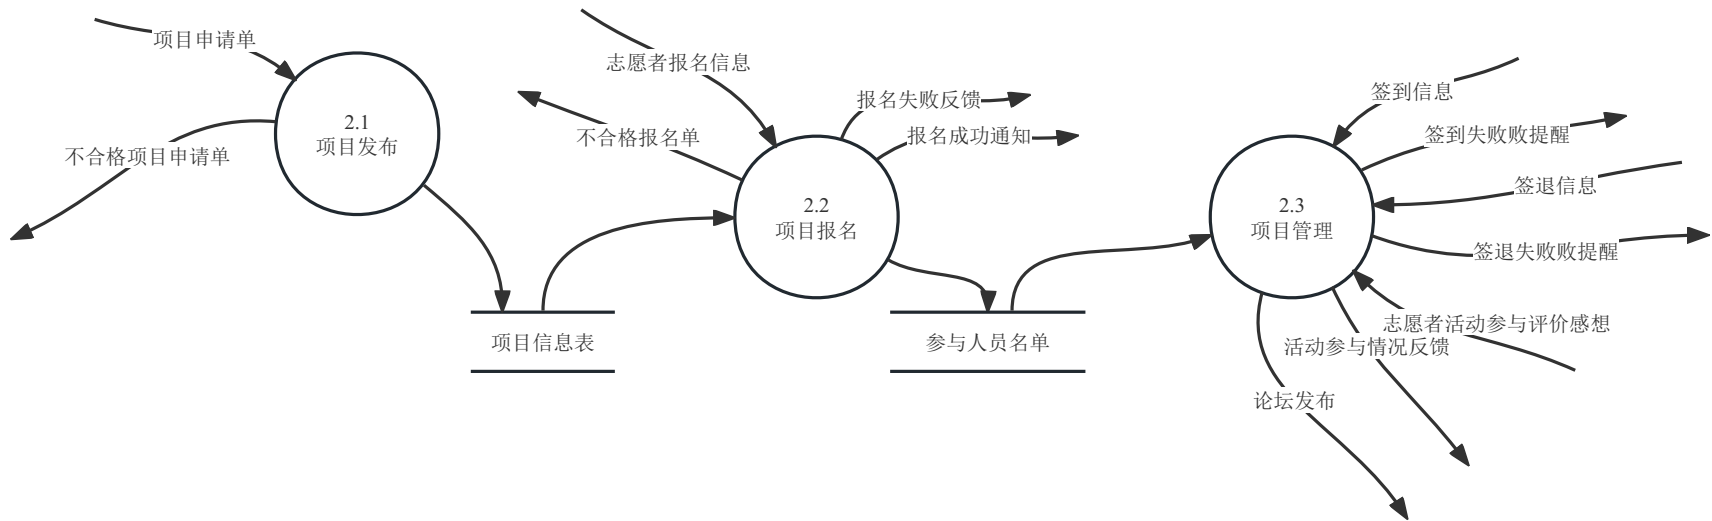 项目申请单
2.1
项目发布
不合格项目申请单
项目信息表
志愿者报名信息
不合格报名单
报名失败反馈
报名成功通知
2.2
项目报名
参与人员名单
签到信息
签到失败败提醒
签退信息
签退失败败提醒
2.3
项目管理
志愿者活动参与评价感想
活动参与情况反馈
论坛发布